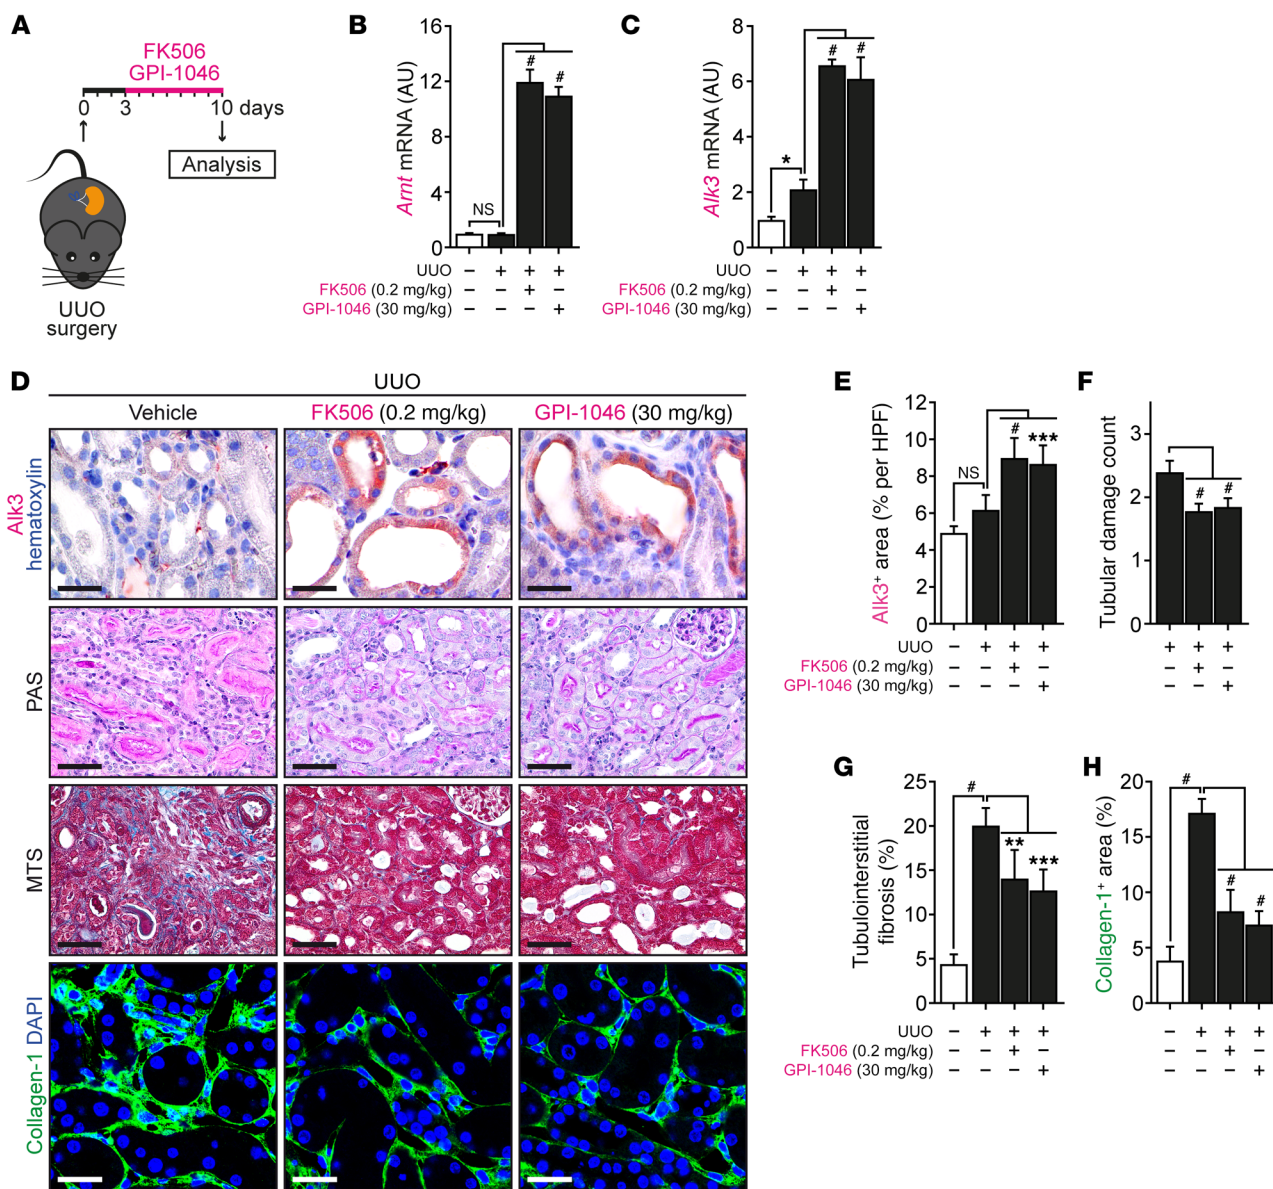 A
FK506
GPI-1046
0 3 10 days
Analysis
UUO
surgery
B
Arnt mRNA (AU)
16
12
8
4
0
NS
#
#
UUO − + + +
FK506 (0.2 mg/kg) − − + −
GPI-1046 (30 mg/kg) − − − +
C
Alk3 mRNA (AU)
8
6
4
2
0
*
#
#
UUO − + + +
FK506 (0.2 mg/kg) − − + −
GPI-1046 (30 mg/kg) − − − +
D
UUO
Vehicle FK506 (0.2 mg/kg) GPI-1046 (30 mg/kg)
Alk3
hematoxylin
PAS
MTS
Collagen-1 DAPI
E
Alk3+ area (% per HPF)
12
10
8
6
4
2
0
NS
#
***
UUO − + + +
FK506 (0.2 mg/kg) − − + −
GPI-1046 (30 mg/kg) − − − +
F
Tubular damage count
3
2
1
0
#
#
+ + +
− + −
− − +
G
Tubulointerstitial
fibrosis (%)
25
20
15
10
5
0
#
**
***
UUO − + + +
FK506 (0.2 mg/kg) − − + −
GPI-1046 (30 mg/kg) − − − +
H
Collagen-1+ area (%)
20
15
10
5
0
#
#
#
− + + +
− − + −
− − − +